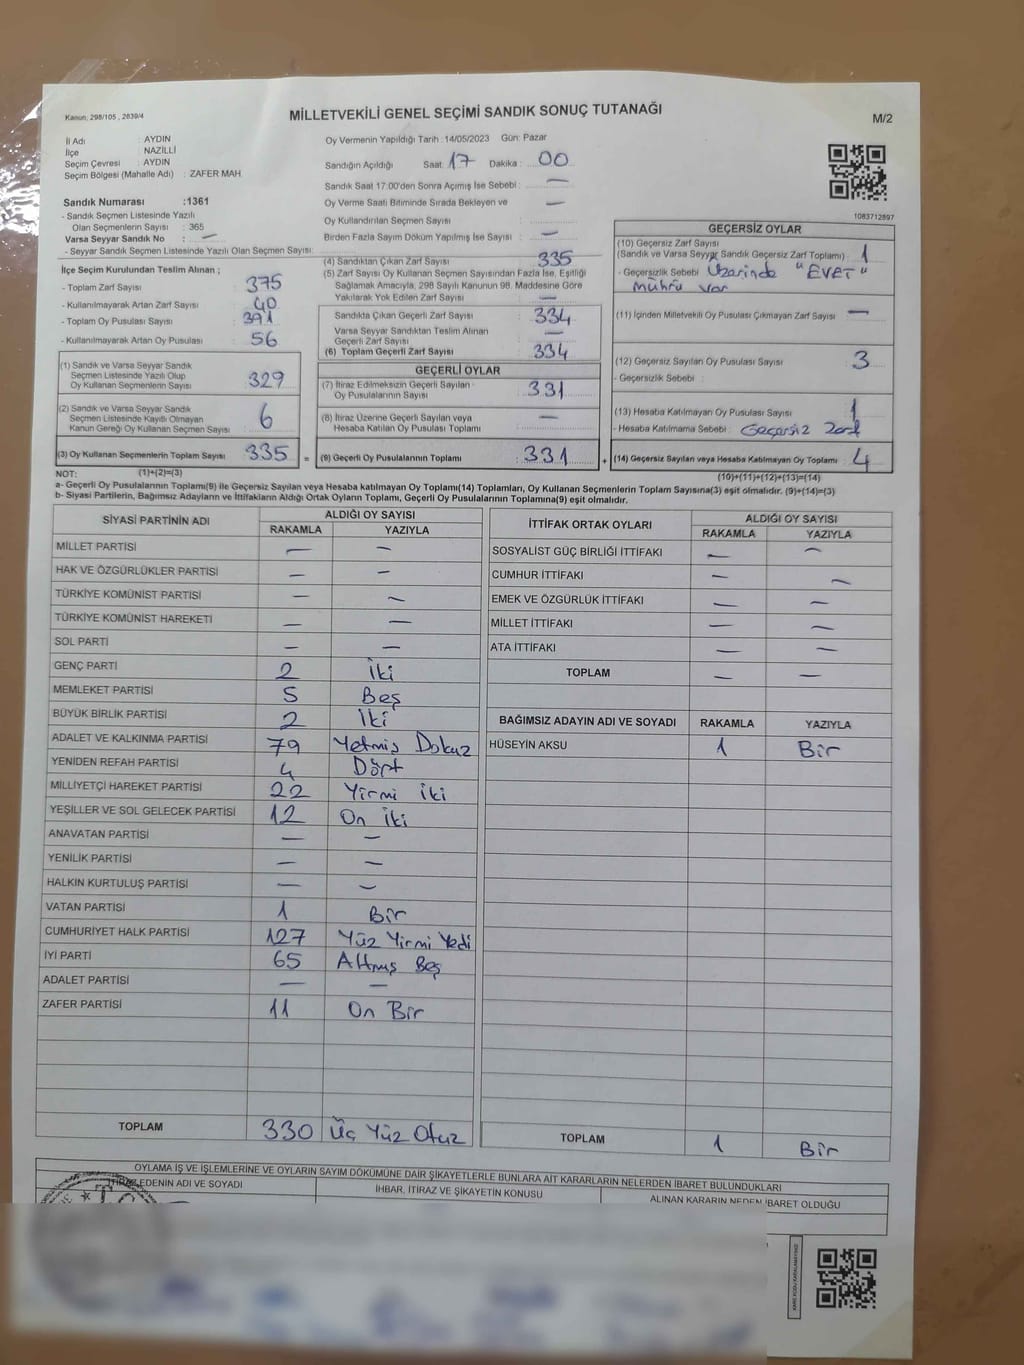 Kanun; 298/105 , 2839/4
MİLLETVEKİLİ GENEL SEÇİMİ SANDIK SONUÇ TUTANAĞI
M/2
İl Adı : AYDIN
İlçe : NAZİLLİ
Seçim Çevresi : AYDIN
Seçim Bölgesi (Mahalle Adı) : ZAFER MAH
Oy Vermenin Yapıldığı Tarih : 14/05/2023 Gün: Pazar
Sandığın Açıldığı Saat: 17 Dakika : 00
Sandık Saat 17:00'den Sonra Açımış İse Sebebi : —
Oy Verme Saati Bitiminde Sırada Bekleyen ve
Oy Kullandırılan Seçmen Sayısı : —
Birden Fazla Sayım Döküm Yapılmış İse Sayısı : —
1083712897
Sandık Numarası :1361
- Sandık Seçmen Listesinde Yazılı
Olan Seçmenlerin Sayısı : 365
Varsa Seyyar Sandık No : —
- Seyyar Sandık Seçmen Listesinde Yazılı Olan Seçmen Sayısı:
İlçe Seçim Kurulundan Teslim Alınan ;
- Toplam Zarf Sayısı : 375
- Kullanılmayarak Artan Zarf Sayısı : 40
- Toplam Oy Pusulası Sayısı : 391
- Kullanılmayarak Artan Oy Pusulası : 56
(1) Sandık ve Varsa Seyyar Sandık
Seçmen Listesinde Yazılı Olup
Oy Kullanan Seçmenlerin Sayısı : 329
(2) Sandık ve Varsa Seyyar Sandık
Seçmen Listesinde Kayıtlı Olmayan
Kanun Gereği Oy Kullanan Seçmen Sayısı : 6
(3) Oy Kullanan Seçmenlerin Toplam Sayısı : 335
(4) Sandıktan Çıkan Zarf Sayısı : 335
(5) Zarf Sayısı Oy Kullanan Seçmen Sayısından Fazla İse, Eşitliği
Sağlamak Amacıyla, 298 Sayılı Kanunun 98. Maddesine Göre
Yakılarak Yok Edilen Zarf Sayısı : —
Sandıkta Çıkan Geçerli Zarf Sayısı : 334
Varsa Seyyar Sandıktan Teslim Alınan
Geçerli Zarf Sayısı : —
(6) Toplam Geçerli Zarf Sayısı : 334
GEÇERLİ OYLAR
(7) İtiraz Edilmeksizin Geçerli Sayılan
Oy Pusulalarının Sayısı : 331
(8) İtiraz Üzerine Geçerli Sayılan veya
Hesaba Katılan Oy Pusulaları Toplamı : —
= (9) Geçerli Oy Pusulalarının Toplamı : 331 +
GEÇERSİZ OYLAR
(10) Geçersiz Zarf Sayısı
(Sandık ve Varsa Seyyar Sandık Geçersiz Zarf Toplamı) : 1
- Geçersizlik Sebebi : Üzerinde "EVET"
mührü var
(11) İçinden Milletvekili Oy Pusulası Çıkmayan Zarf Sayısı : —
(12) Geçersiz Sayılan Oy Pusulası Sayısı : 3
- Geçersizlik Sebebi :
(13) Hesaba Katılmayan Oy Pusulası Sayısı : 1
- Hesaba Katılmama Sebebi : Geçersiz Zarf
(14) Geçersiz Sayılan veya Hesaba Katılmayan Oy Pusulaları Toplamı : 4
NOT: (1)+(2)=(3)
(10)+(11)+(12)+(13)=(14)
a- Geçerli Oy Pusulalarının Toplamı(9) ile Geçersiz Sayılan veya Hesaba katılmayan Oy Pusulaları Toplamı(14) Toplamları, Oy Kullanan Seçmenlerin Toplam Sayısına(3) eşit olmalıdır. (9)+(14)=(3)
b- Siyasi Partilerin, Bağımsız Adayların ve İttifakların Aldığı Ortak Oyların Toplamı, Geçerli Oy Pusulalarının Toplamına(9) eşit olmalıdır.
SİYASİ PARTİNİN ADI ALDIĞI OY SAYISI
RAKAMLA YAZIYLA
MİLLET PARTİSİ — —
HAK VE ÖZGÜRLÜKLER PARTİSİ — —
TÜRKİYE KOMÜNİST PARTİSİ — —
TÜRKİYE KOMÜNİST HAREKETİ — —
SOL PARTİ — —
GENÇ PARTİ 2 İki
MEMLEKET PARTİSİ 5 Beş
BÜYÜK BİRLİK PARTİSİ 2 İki
ADALET VE KALKINMA PARTİSİ 79 Yetmiş Dokuz
YENİDEN REFAH PARTİSİ 4 Dört
MİLLİYETÇİ HAREKET PARTİSİ 22 Yirmi İki
YEŞİLLER VE SOL GELECEK PARTİSİ 12 On İki
ANAVATAN PARTİSİ — —
YENİLİK PARTİSİ — —
HALKIN KURTULUŞ PARTİSİ — —
VATAN PARTİSİ 1 Bir
CUMHURİYET HALK PARTİSİ 127 Yüz Yirmi Yedi
İYİ PARTİ 65 Altmış Beş
ADALET PARTİSİ — —
ZAFER PARTİSİ 11 On Bir
TOPLAM 330 Üç Yüz Otuz
İTTİFAK ORTAK OYLARI ALDIĞI OY SAYISI
RAKAMLA YAZIYLA
SOSYALİST GÜÇ BİRLİĞİ İTTİFAKI — —
CUMHUR İTTİFAKI — —
EMEK VE ÖZGÜRLÜK İTTİFAKI — —
MİLLET İTTİFAKI — —
ATA İTTİFAKI — —
TOPLAM — —
BAĞIMSIZ ADAYIN ADI VE SOYADI RAKAMLA YAZIYLA
HÜSEYİN AKSU 1 Bir
TOPLAM 1 Bir
OYLAMA İŞ VE İŞLEMLERİNE VE OYLARIN SAYIM DÖKÜMÜNE DAİR ŞİKAYETLERLE BUNLARA AİT KARARLARIN NELERDEN İBARET BULUNDUKLARI
İTİRAZ EDENİN ADI VE SOYADI
İHBAR, İTİRAZ VE ŞİKAYETİN KONUSU
ALINAN KARARIN NEDEN İBARET OLDUĞU